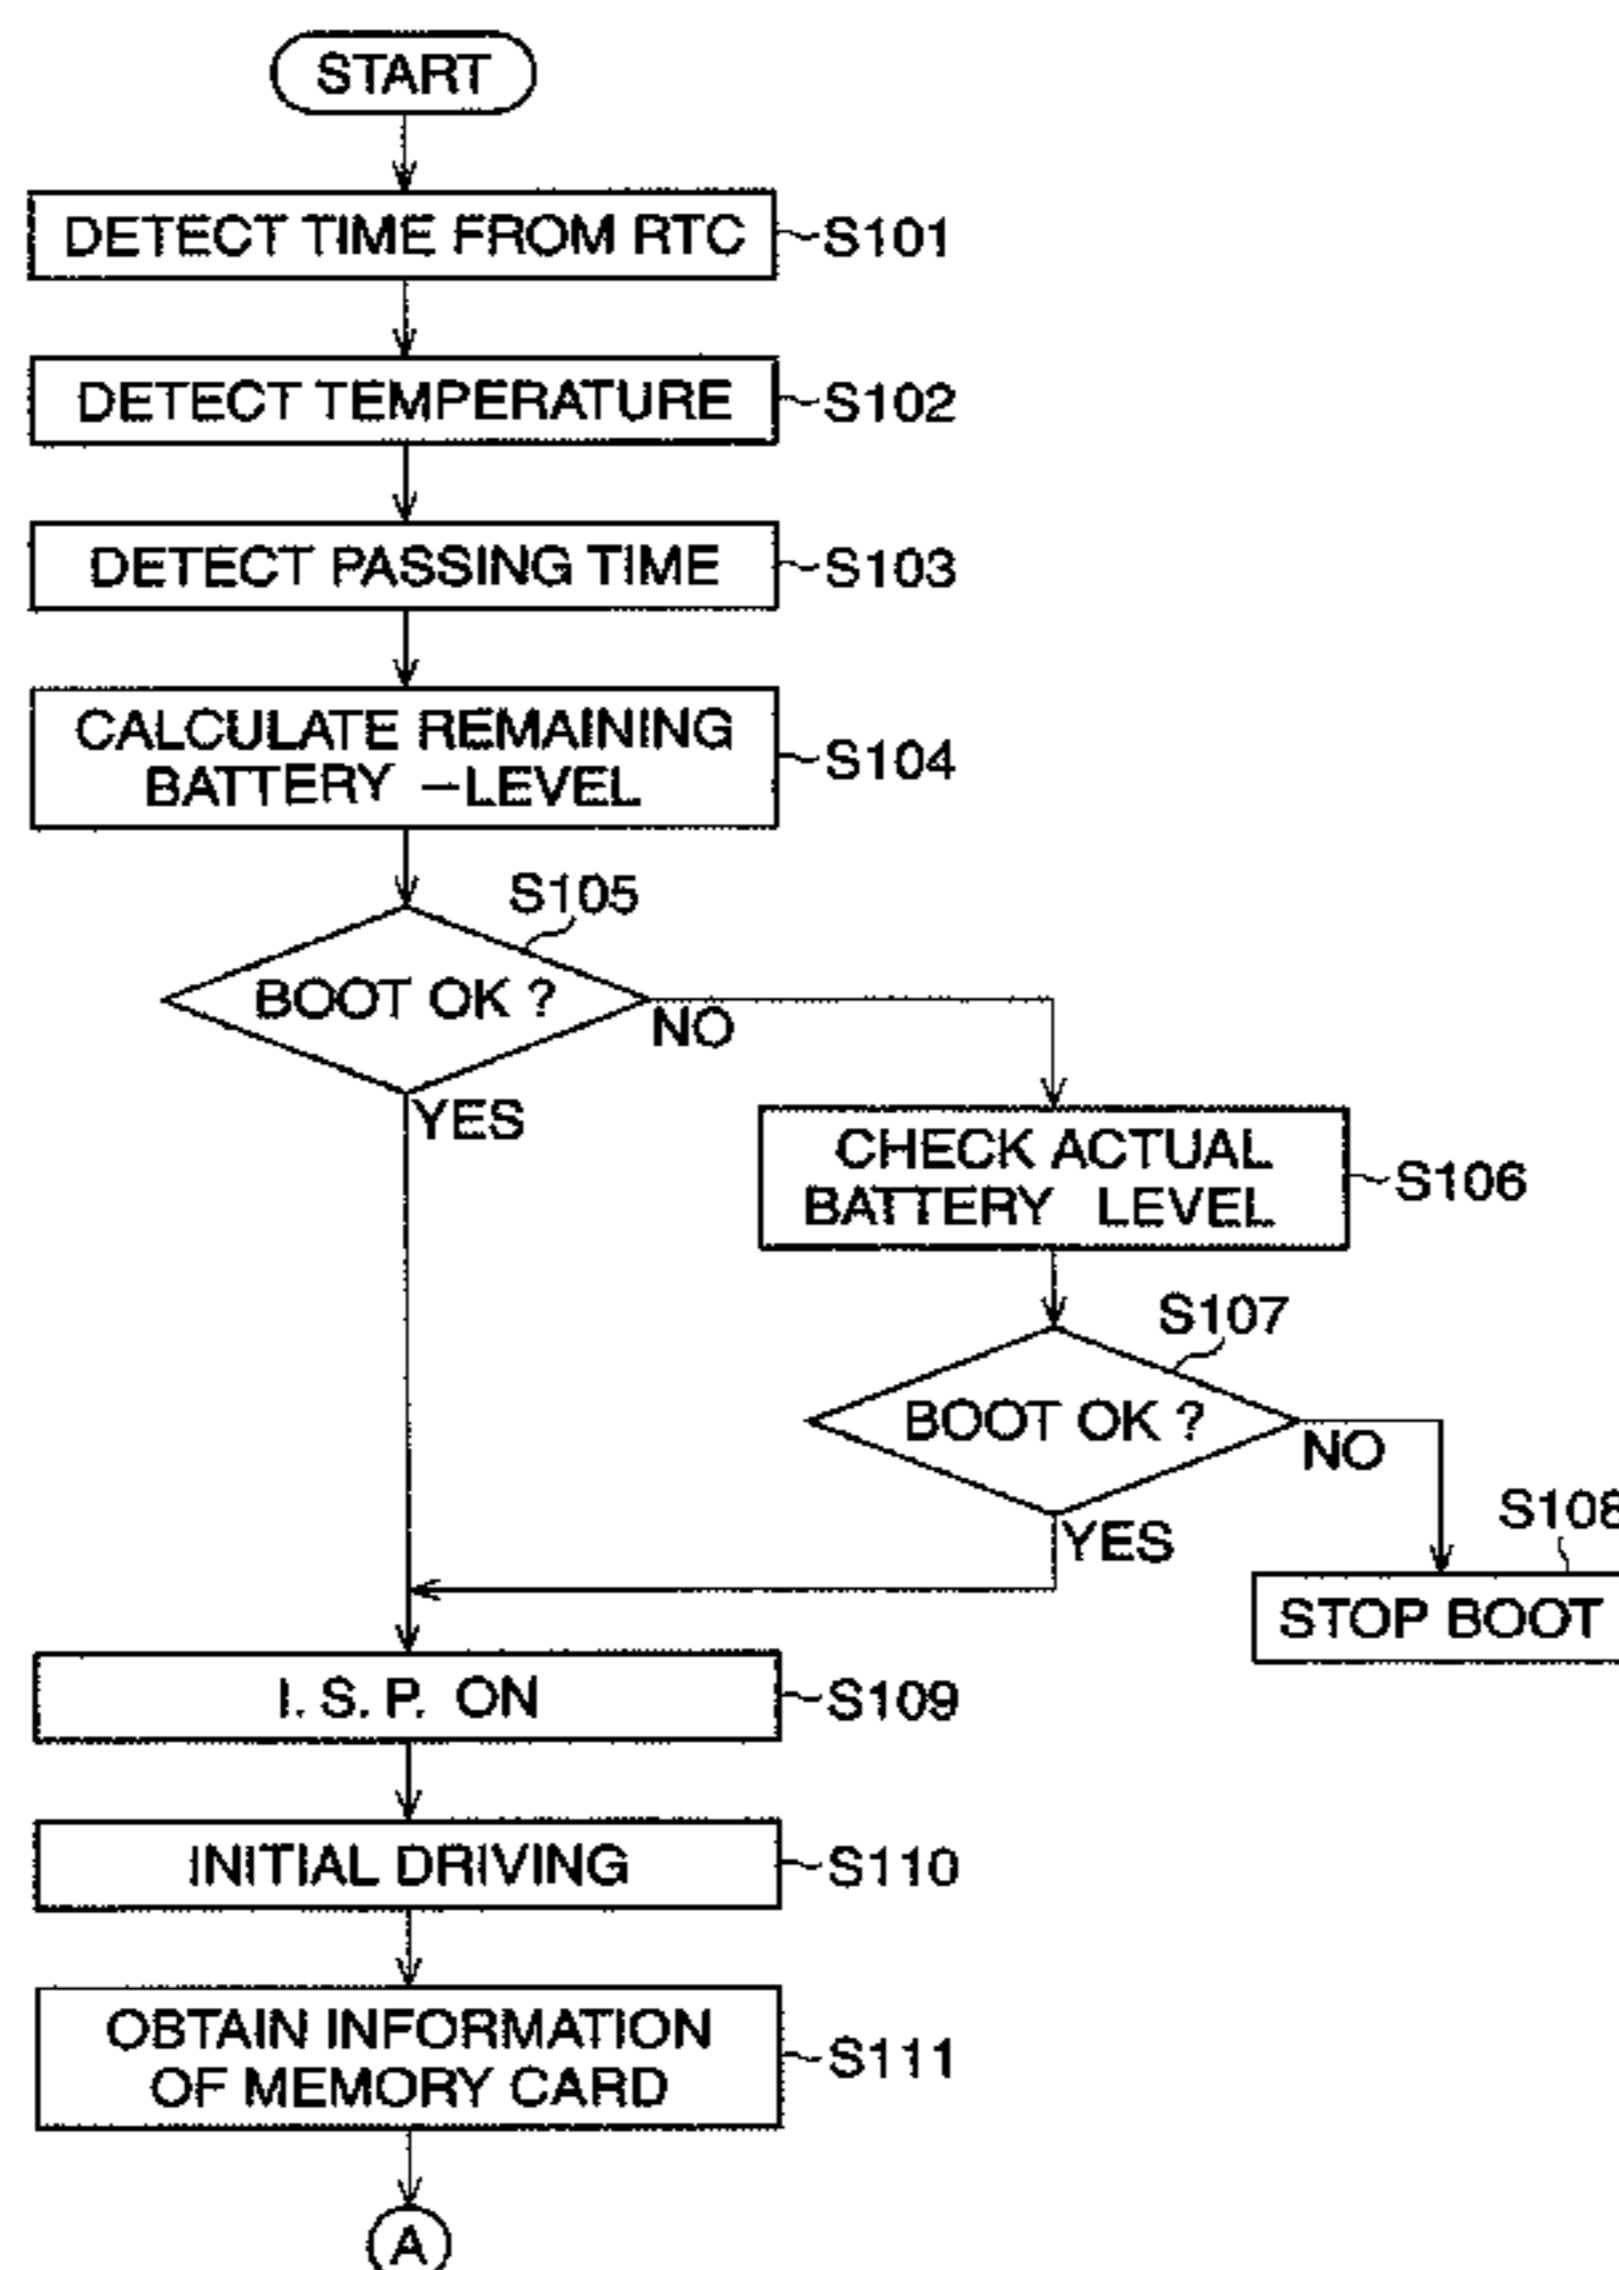 START
DETECT TIME FROM RTC
S101
DETECT TEMPERATURE
S102
DETECT PASSING TIME
S103
CALCULATE REMAINING
BATTERY -LEVEL
S104
S105
BOOT OK ?
NO
YES
CHECK ACTUAL
BATTERY LEVEL
S106
S107
BOOT OK ?
NO
YES
S108
STOP BOOT
I. S. P. ON
S109
INITIAL DRIVING
S110
OBTAIN INFORMATION
OF MEMORY CARD
S111
A